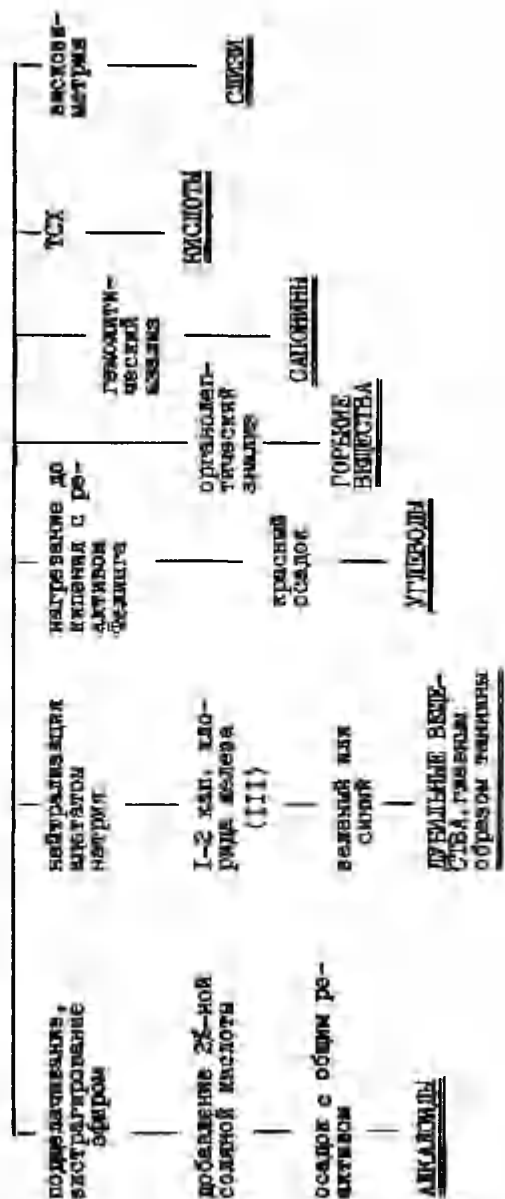 подщелачивание,
экстрагирование
эфиром
добавление 2%-ной
соляной кислоты
осадок с общим ре-
активом
АЛКАЛОИДЫ
нейтрализация
ацетатом
натрия
I-2 кап. хло-
рида железа
(III)
зеленый или
синий
ДУБИЛЬНЫЕ ВЕЩЕ-
СТВА, главным
образом танины
нагревание до
кипения с ре-
активом
Фелинга
красный
осадок
УГЛЕВОДЫ
органолеп-
тический
анализ
ГОРЬКИЕ
ВЕЩЕСТВА
гемолити-
ческий
анализ
САПОНИНЫ
ТСХ
КИСЛОТЫ
вискози-
метрия
СЛИЗИ